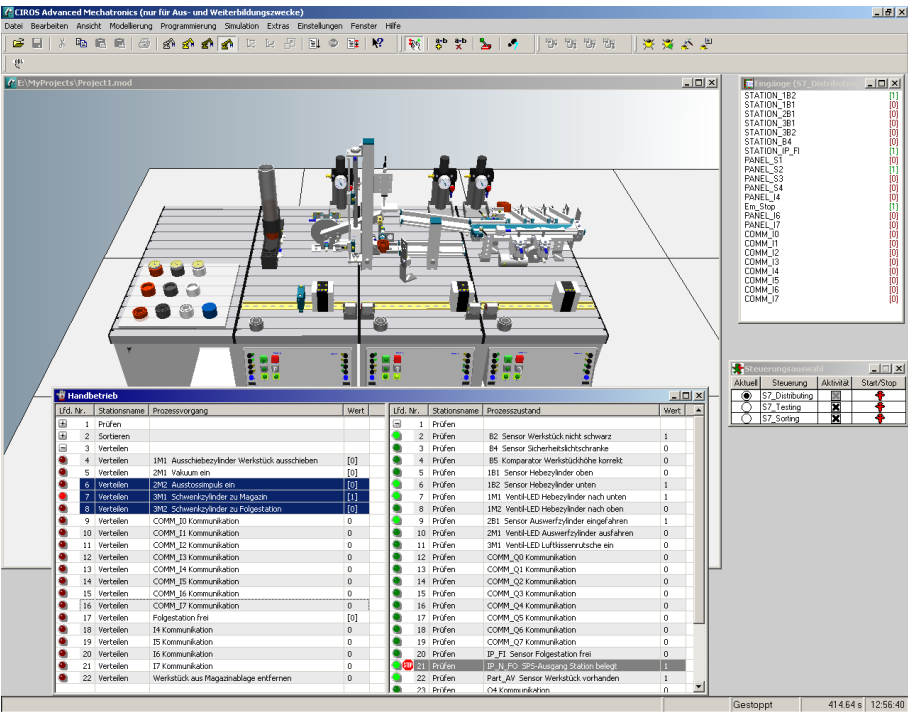 CIROS Advanced Mechatronics (nur für Aus- und Weiterbildungszwecke)
Datei Bearbeiten Ansicht Modellierung Programmierung Simulation Extras Einstellungen Fenster Hilfe
E:\MyProjects\Project1.mod
Eingänge (S7_Distributing)
STATION_1B2 [1]
STATION_1B1 [0]
STATION_2B1 [0]
STATION_3B1 [0]
STATION_3B2 [0]
STATION_B4 [0]
STATION_IP_FI [1]
PANEL_S1 [0]
PANEL_S2 [1]
PANEL_S3 [0]
PANEL_S4 [0]
PANEL_I4 [0]
Em_Stop [1]
PANEL_I6 [0]
PANEL_I7 [0]
COMM_I0 [0]
COMM_I1 [0]
COMM_I2 [0]
COMM_I3 [0]
COMM_I4 [0]
COMM_I5 [0]
COMM_I6 [0]
COMM_I7 [0]
Steuerungsauswahl
Aktuell Steuerung Aktivität Start/Stop
S7_Distributing
S7_Testing
S7_Sorting
Handbetrieb
Lfd. Nr. Stationsname Prozessvorgang Wert
1 Prüfen
2 Sortieren
3 Verteilen
4 Verteilen 1M1 Ausschiebezylinder Werkstück ausschieben [0]
5 Verteilen 2M1 Vakuum ein [0]
6 Verteilen 2M2 Ausstossimpuls ein [0]
7 Verteilen 3M1 Schwenkzylinder zu Magazin [1]
8 Verteilen 3M2 Schwenkzylinder zu Folgestation [0]
9 Verteilen COMM_I0 Kommunikation 0
10 Verteilen COMM_I1 Kommunikation 0
11 Verteilen COMM_I2 Kommunikation 0
12 Verteilen COMM_I3 Kommunikation 0
13 Verteilen COMM_I4 Kommunikation 0
14 Verteilen COMM_I5 Kommunikation 0
15 Verteilen COMM_I6 Kommunikation 0
16 Verteilen COMM_I7 Kommunikation 0
17 Verteilen Folgestation frei [0]
18 Verteilen I4 Kommunikation 0
19 Verteilen I5 Kommunikation 0
20 Verteilen I6 Kommunikation 0
21 Verteilen I7 Kommunikation 0
22 Verteilen Werkstück aus Magazinablage entfernen 0
Lfd. Nr. Stationsname Prozesszustand Wert
1 Prüfen
2 Prüfen B2 Sensor Werkstück nicht schwarz 1
3 Prüfen B4 Sensor Sicherheitslichtschranke 0
4 Prüfen B5 Komparator Werkstückhöhe korrekt 0
5 Prüfen 1B1 Sensor Hebezylinder oben 0
6 Prüfen 1B2 Sensor Hebezylinder unten 1
7 Prüfen 1M1 Ventil-LED Hebezylinder nach unten 1
8 Prüfen 1M2 Ventil-LED Hebezylinder nach oben 0
9 Prüfen 2B1 Sensor Auswerfzylinder eingefahren 1
10 Prüfen 2M1 Ventil-LED Auswerfzylinder ausfahren 0
11 Prüfen 3M1 Ventil-LED Luftkissenrutsche ein 0
12 Prüfen COMM_Q0 Kommunikation 0
13 Prüfen COMM_Q1 Kommunikation 0
14 Prüfen COMM_Q2 Kommunikation 0
15 Prüfen COMM_Q3 Kommunikation 0
16 Prüfen COMM_Q4 Kommunikation 0
17 Prüfen COMM_Q5 Kommunikation 0
18 Prüfen COMM_Q6 Kommunikation 0
19 Prüfen COMM_Q7 Kommunikation 0
20 Prüfen IP_FI Sensor Folgestation frei 0
21 Prüfen IP_N_FO SPS-Ausgang Station belegt 1
22 Prüfen Part_AV Sensor Werkstück vorhanden 1
23 Prüfen Q4 Kommunikation 0
Gestoppt 414.64 s 12:56:40